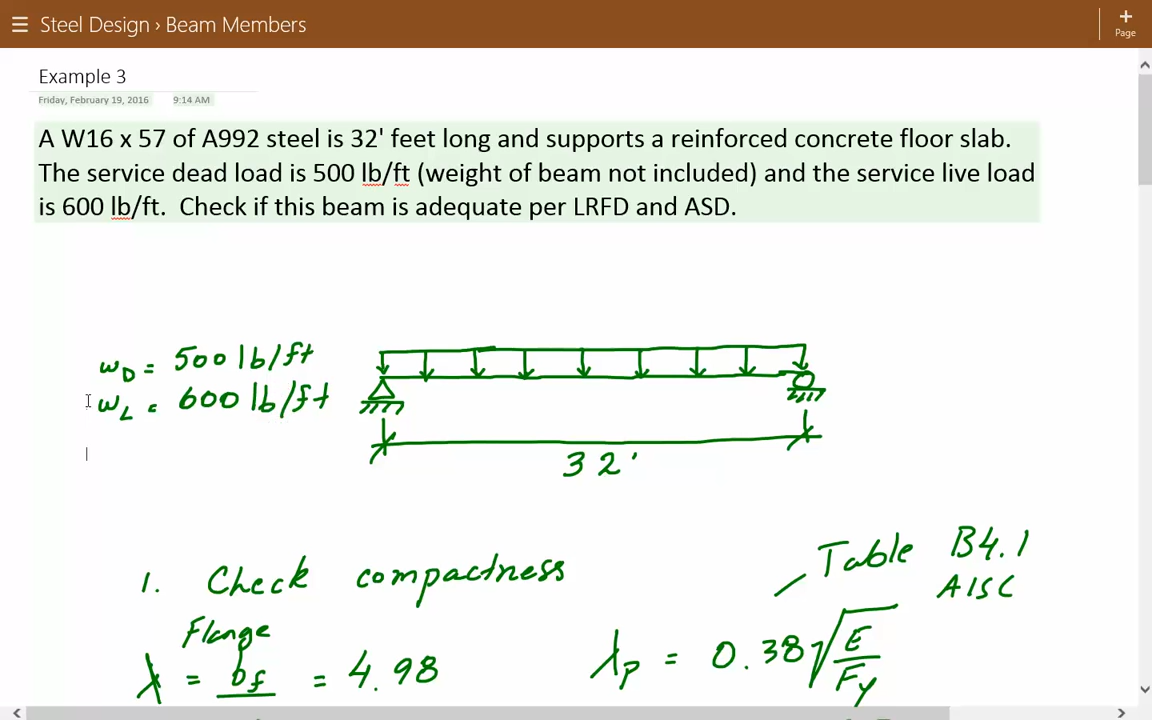 Steel Design › Beam Members
Page
Example 3
Friday, February 19, 2016 9:14 AM
A W16 x 57 of A992 steel is 32' feet long and supports a reinforced concrete floor slab.
The service dead load is 500 lb/ft (weight of beam not included) and the service live load
is 600 lb/ft. Check if this beam is adequate per LRFD and ASD.
wD = 500 lb/ft
wL = 600 lb/ft
32'
1. Check compactness
Table B4.1
AISC
Flange
λ = bf = 4.98
λp = 0.38 √ E
Fy